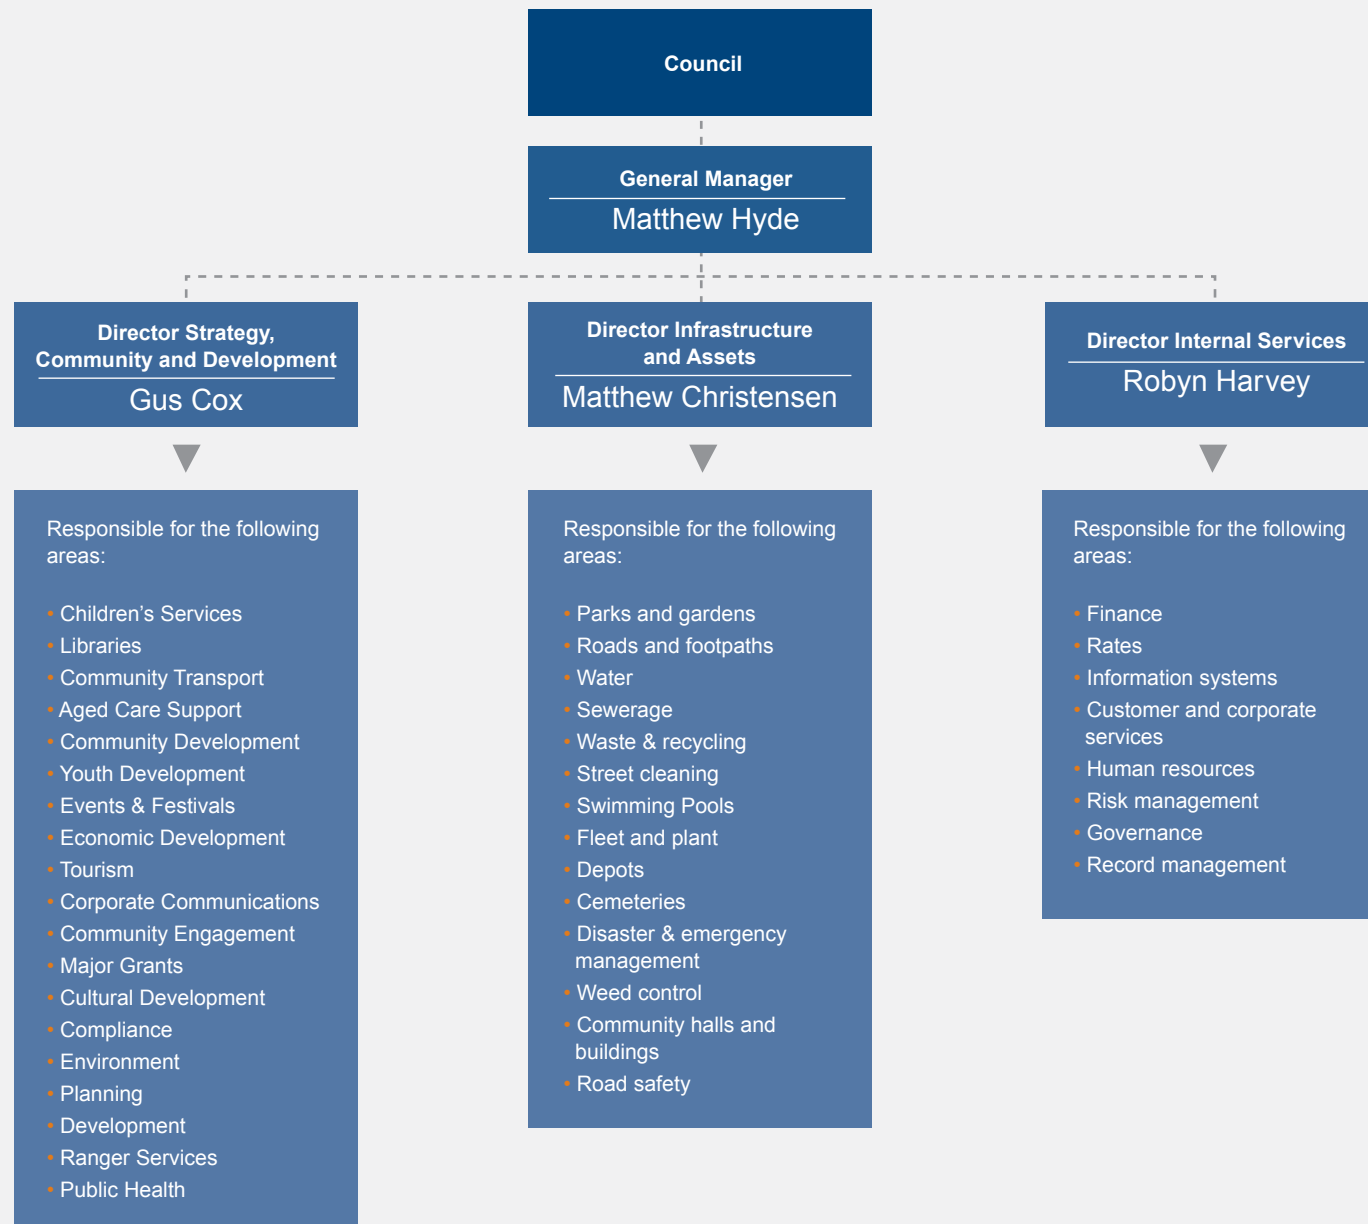 Council
General Manager
Matthew Hyde
Director Strategy,
Community and Development
Gus Cox
Director Infrastructure
and Assets
Matthew Christensen
Director Internal Services
Robyn Harvey
Responsible for the following
areas:
• Children’s Services
• Libraries
• Community Transport
• Aged Care Support
• Community Development
• Youth Development
• Events & Festivals
• Economic Development
• Tourism
• Corporate Communications
• Community Engagement
• Major Grants
• Cultural Development
• Compliance
• Environment
• Planning
• Development
• Ranger Services
• Public Health
Responsible for the following
areas:
• Parks and gardens
• Roads and footpaths
• Water
• Sewerage
• Waste & recycling
• Street cleaning
• Swimming Pools
• Fleet and plant
• Depots
• Cemeteries
• Disaster & emergency
management
• Weed control
• Community halls and
buildings
• Road safety
Responsible for the following
areas:
• Finance
• Rates
• Information systems
• Customer and corporate
services
• Human resources
• Risk management
• Governance
• Record management